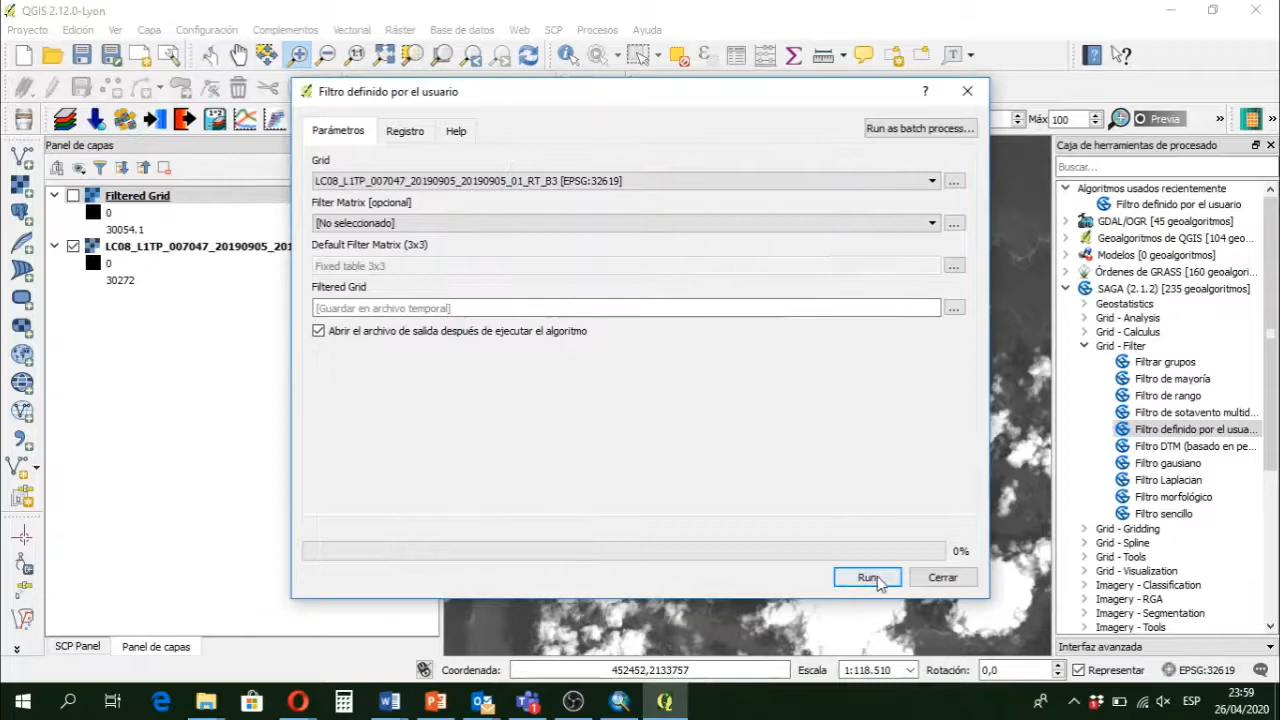 QGIS 2.12.0-Lyon
Proyecto Edición Ver Capa Configuración Complementos Vectorial Ráster Base de datos Web SCP Procesos Ayuda
Máx 100 Previa
Panel de capas
Filtered Grid
0
30054.1
LC08_L1TP_007047_20190905_201
0
30272
SCP Panel Panel de capas
Filtro definido por el usuario
Parámetros Registro Help
Run as batch process...
Grid
LC08_L1TP_007047_20190905_20190905_01_RT_B3 [EPSG:32619]
...
Filter Matrix [opcional]
[No seleccionado]
...
Default Filter Matrix (3x3)
Fixed table 3x3
...
Filtered Grid
[Guardar en archivo temporal]
...
Abrir el archivo de salida después de ejecutar el algoritmo
0%
Run Cerrar
Caja de herramientas de procesado
Buscar...
Algoritmos usados recientemente
Filtro definido por el usuario
GDAL/OGR [45 geoalgoritmos]
Geoalgoritmos de QGIS [104 geo...
Modelos [0 geoalgoritmos]
Órdenes de GRASS [160 geoalgoritmos]
SAGA (2.1.2) [235 geoalgoritmos]
Geostatistics
Grid - Analysis
Grid - Calculus
Grid - Filter
Filtrar grupos
Filtro de mayoría
Filtro de rango
Filtro de sotavento multid...
Filtro definido por el usua...
Filtro DTM (basado en pe...
Filtro gausiano
Filtro Laplacian
Filtro morfológico
Filtro sencillo
Grid - Gridding
Grid - Spline
Grid - Tools
Grid - Visualization
Imagery - Classification
Imagery - RGA
Imagery - Segmentation
Imagery - Tools
Interfaz avanzada
Coordenada: 452452,2133757 Escala 1:118.510 Rotación: 0,0 Representar EPSG:32619
ESP
23:59
26/04/2020